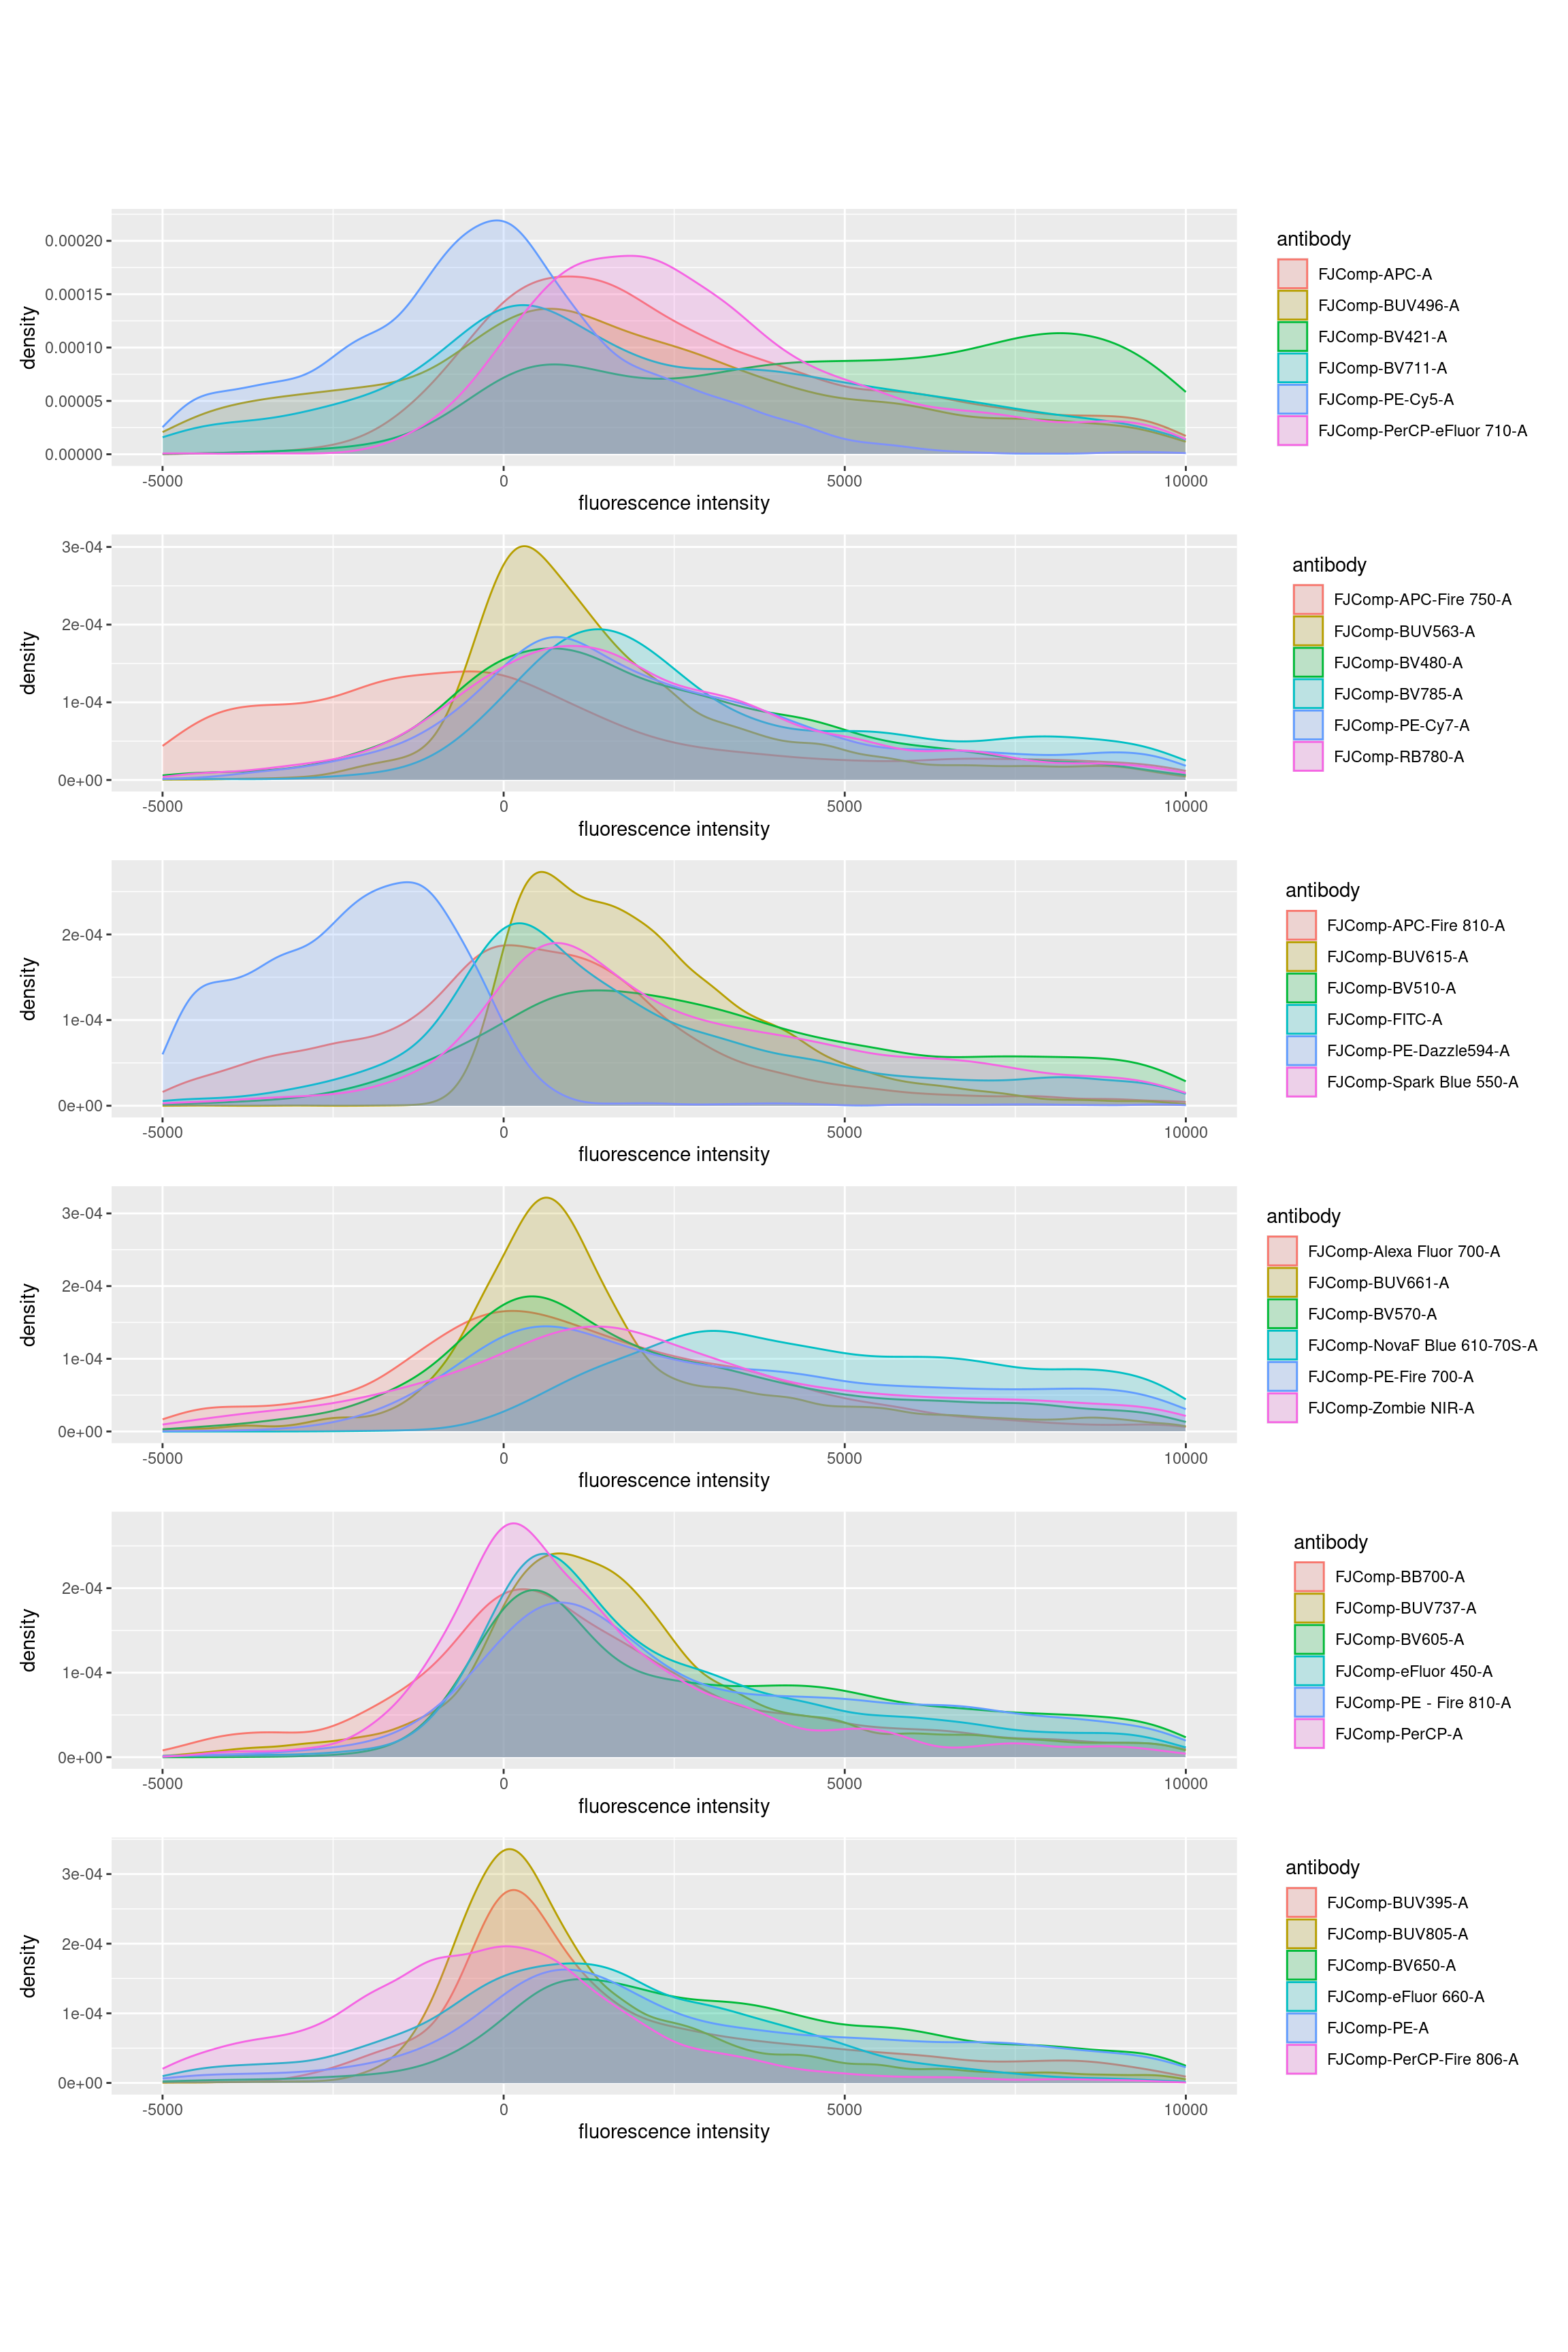 antibody
FJComp-APC-A
FJComp-BUV496-A
FJComp-BV421-A
FJComp-BV711-A
FJComp-PE-Cy5-A
FJComp-PerCP-eFluor 710-A
density
0.00020
0.00015
0.00010
0.00005
0.00000
-5000 0 5000 10000
fluorescence intensity
antibody
FJComp-APC-Fire 750-A
FJComp-BUV563-A
FJComp-BV480-A
FJComp-BV785-A
FJComp-PE-Cy7-A
FJComp-RB780-A
density
3e-04
2e-04
1e-04
0e+00
-5000 0 5000 10000
fluorescence intensity
antibody
FJComp-APC-Fire 810-A
FJComp-BUV615-A
FJComp-BV510-A
FJComp-FITC-A
FJComp-PE-Dazzle594-A
FJComp-Spark Blue 550-A
density
2e-04
1e-04
0e+00
-5000 0 5000 10000
fluorescence intensity
antibody
FJComp-Alexa Fluor 700-A
FJComp-BUV661-A
FJComp-BV570-A
FJComp-NovaF Blue 610-70S-A
FJComp-PE-Fire 700-A
FJComp-Zombie NIR-A
density
3e-04
2e-04
1e-04
0e+00
-5000 0 5000 10000
fluorescence intensity
antibody
FJComp-BB700-A
FJComp-BUV737-A
FJComp-BV605-A
FJComp-eFluor 450-A
FJComp-PE - Fire 810-A
FJComp-PerCP-A
density
2e-04
1e-04
0e+00
-5000 0 5000 10000
fluorescence intensity
antibody
FJComp-BUV395-A
FJComp-BUV805-A
FJComp-BV650-A
FJComp-eFluor 660-A
FJComp-PE-A
FJComp-PerCP-Fire 806-A
density
3e-04
2e-04
1e-04
0e+00
-5000 0 5000 10000
fluorescence intensity